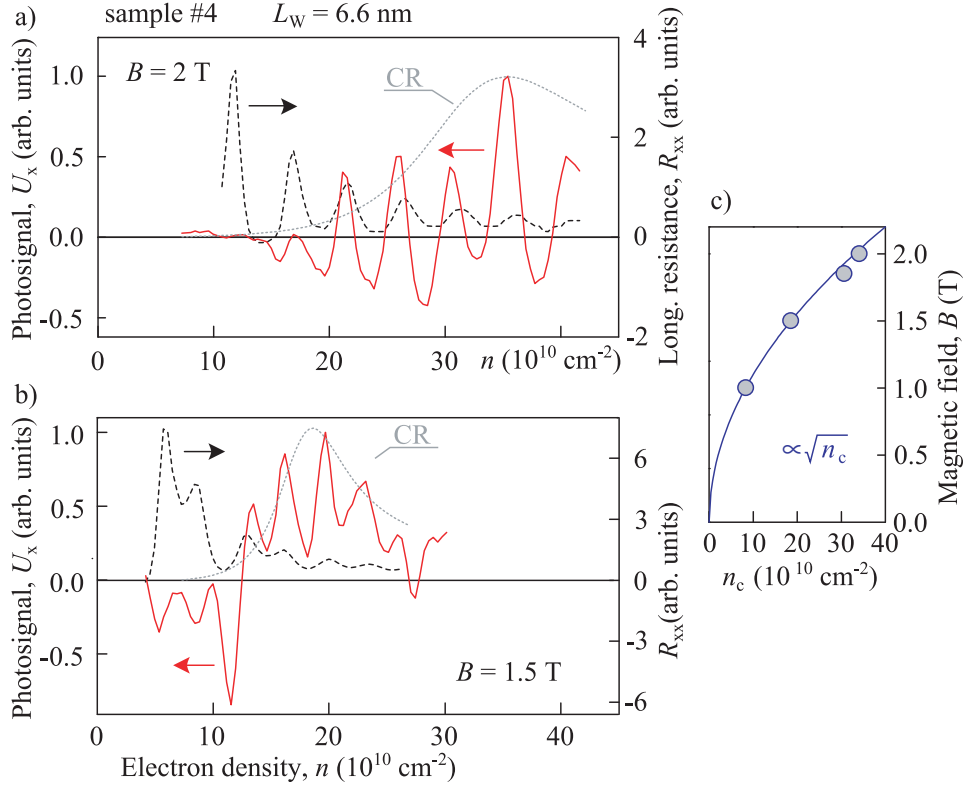 a) sample #4 L_W = 6.6 nm
B = 2 T
CR
Photosignal, U_x (arb. units)
1.0
0.5
0.0
-0.5
4
2
0
-2
Long. resistance, R_xx (arb. units)
0 10 20 30 n (10^10 cm^-2)
b)
CR
B = 1.5 T
Photosignal, U_x (arb. units)
1.0
0.5
0.0
-0.5
6
3
0
-3
-6
R_xx(arb. units)
0 10 20 30 40
Electron density, n (10^10 cm^-2)
c)
∝√n_c
2.0
1.5
1.0
0.5
0.0
Magnetic field, B (T)
0 10 20 30 40
n_c (10^10 cm^-2)